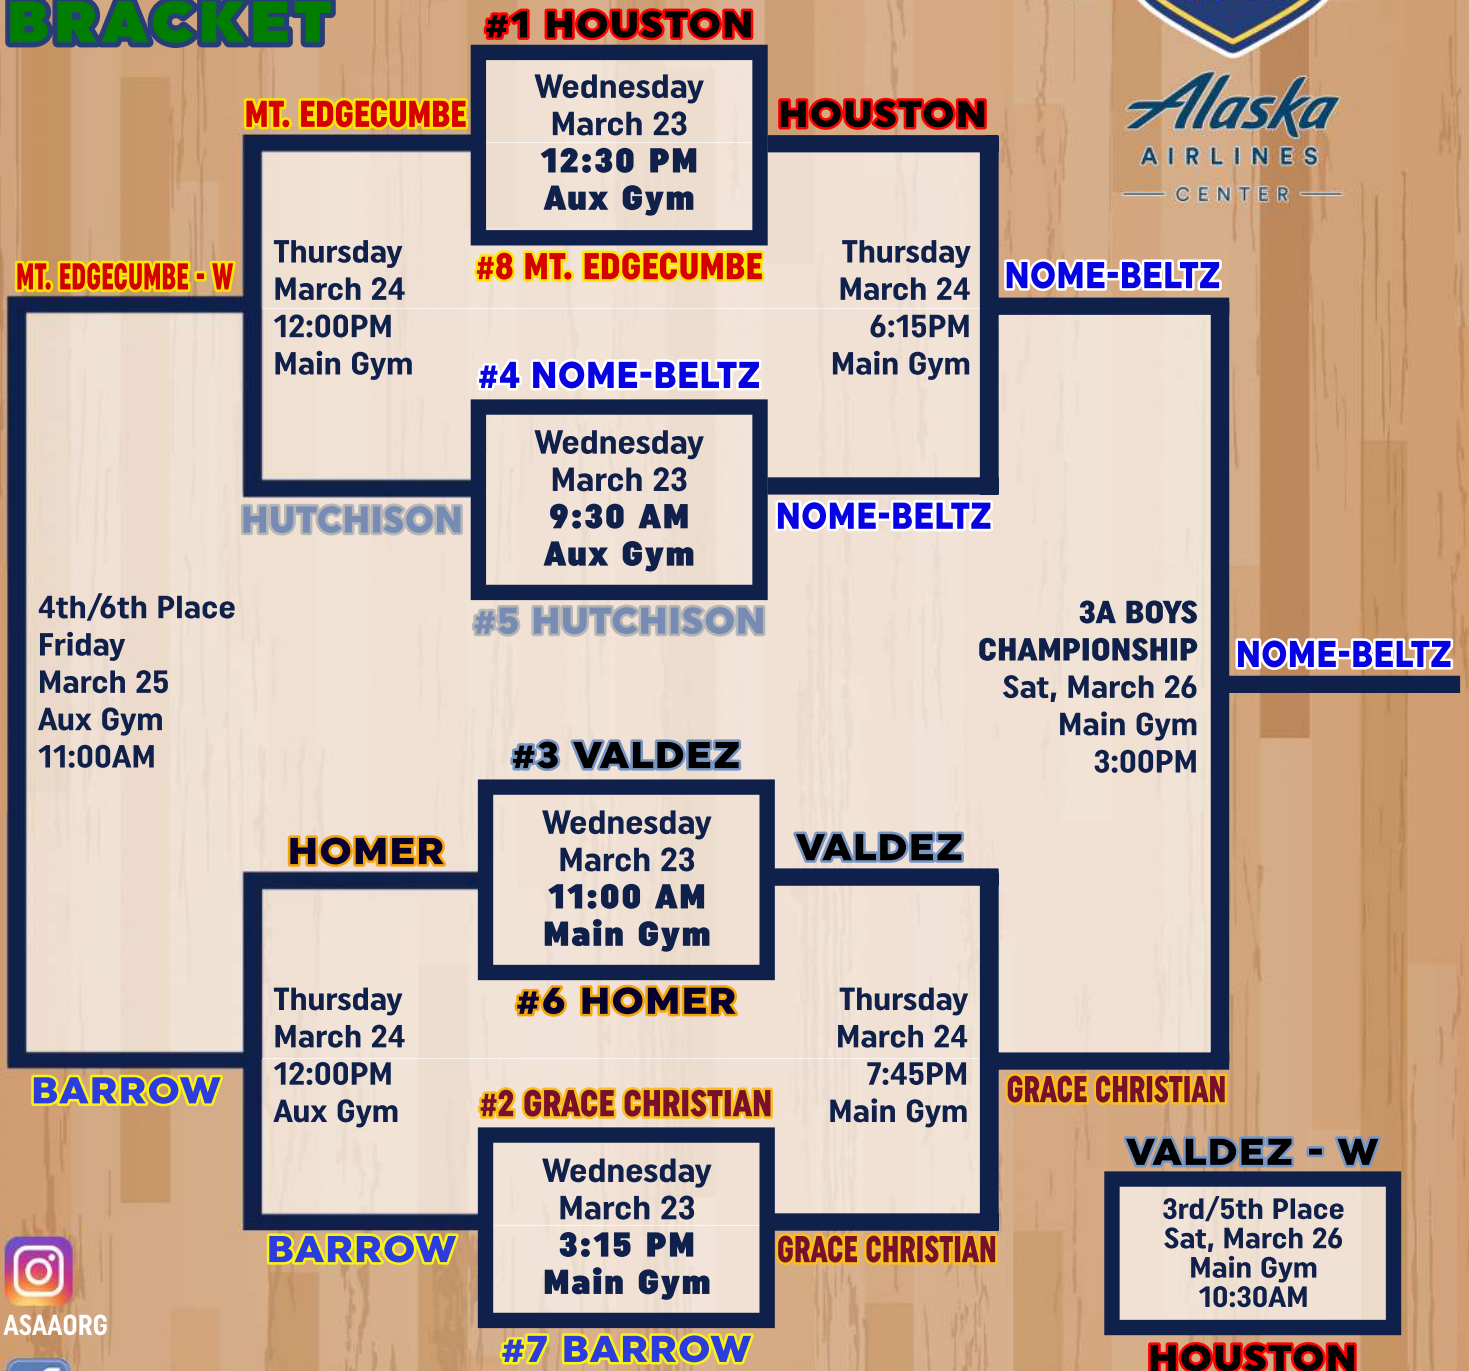 BRACKET
#1 HOUSTON
Wednesday
March 23
12:30 PM
Aux Gym
#8 MT. EDGECUMBE
MT. EDGECUMBE
HOUSTON
Alaska
AIRLINES
CENTER
Thursday
March 24
12:00PM
Main Gym
Thursday
March 24
6:15PM
Main Gym
MT. EDGECUMBE - W
NOME-BELTZ
#4 NOME-BELTZ
Wednesday
March 23
9:30 AM
Aux Gym
#5 HUTCHISON
HUTCHISON
NOME-BELTZ
4th/6th Place
Friday
March 25
Aux Gym
11:00AM
3A BOYS
CHAMPIONSHIP
Sat, March 26
Main Gym
3:00PM
NOME-BELTZ
#3 VALDEZ
Wednesday
March 23
11:00 AM
Main Gym
#6 HOMER
HOMER
VALDEZ
Thursday
March 24
12:00PM
Aux Gym
Thursday
March 24
7:45PM
Main Gym
BARROW
GRACE CHRISTIAN
#2 GRACE CHRISTIAN
Wednesday
March 23
3:15 PM
Main Gym
#7 BARROW
BARROW
GRACE CHRISTIAN
VALDEZ - W
3rd/5th Place
Sat, March 26
Main Gym
10:30AM
HOUSTON
ASAAORG